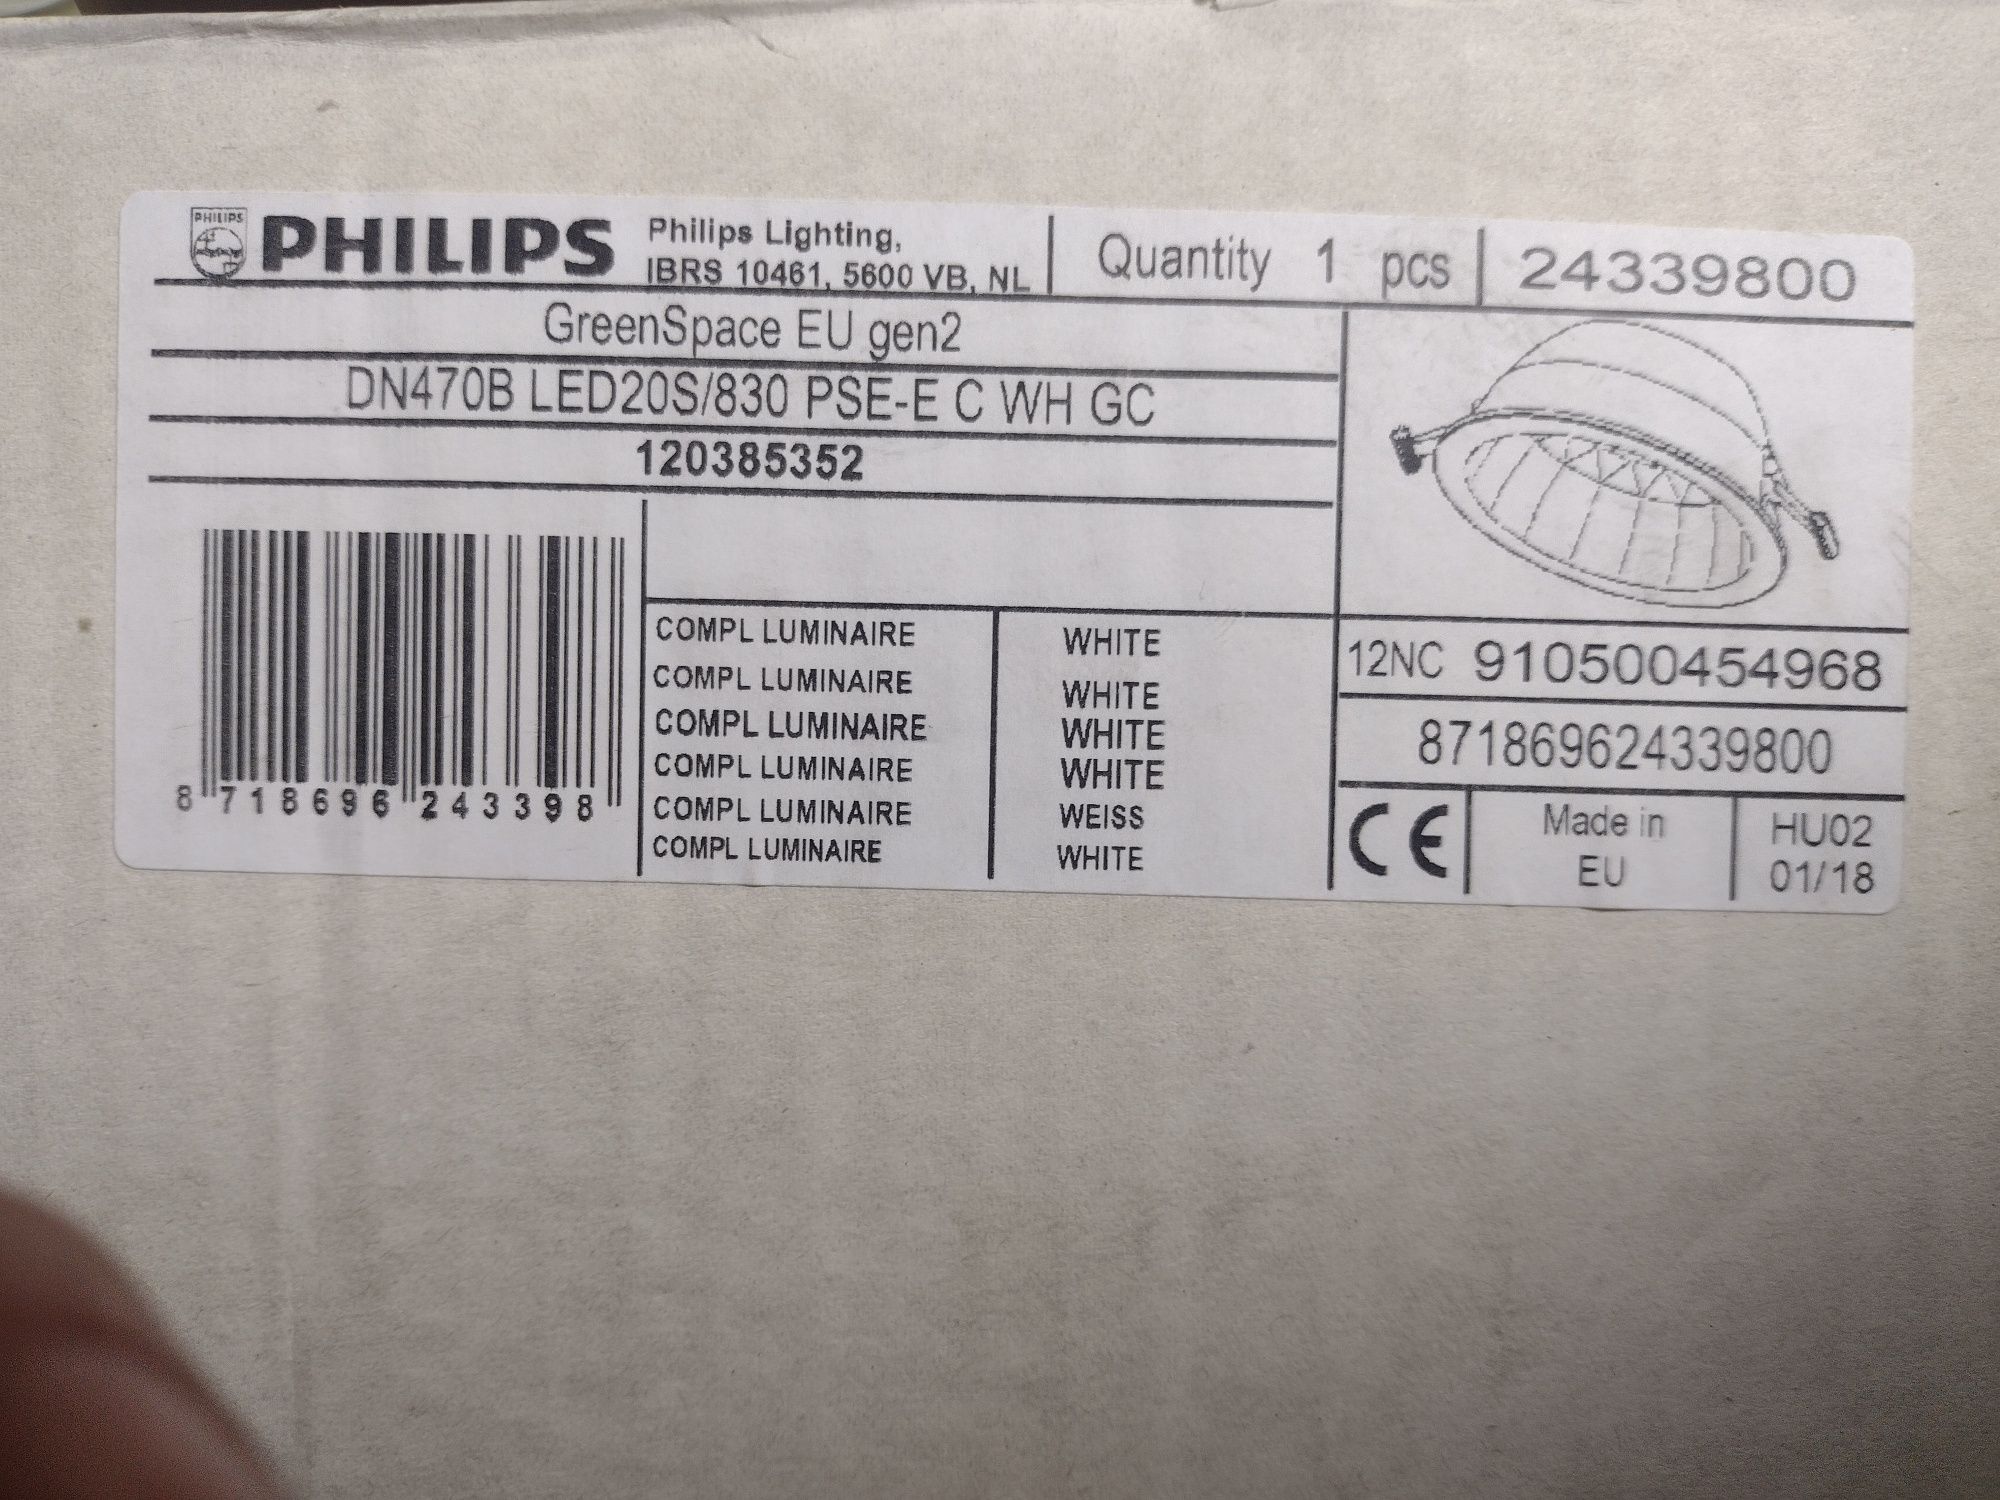 PHILIPS
PHILIPS
Philips Lighting,
IBRS 10461, 5600 VB, NL
Quantity 1 pcs
24339800
GreenSpace EU gen2
DN470B LED20S/830 PSE-E C WH GC
120385352
8 718696 243398
COMPL LUMINAIRE WHITE
COMPL LUMINAIRE WHITE
COMPL LUMINAIRE WHITE
COMPL LUMINAIRE WHITE
COMPL LUMINAIRE WEISS
COMPL LUMINAIRE WHITE
12NC 910500454968
871869624339800
CE
Made in
EU
HU02
01/18